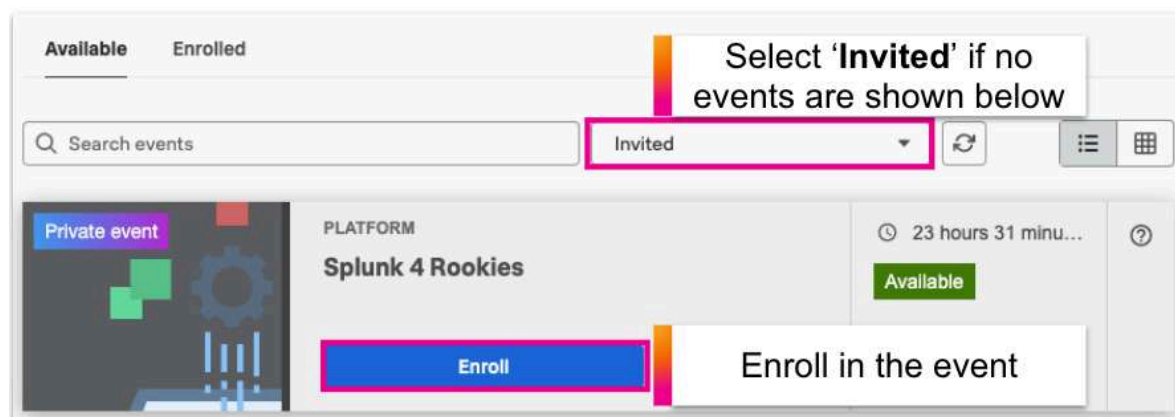 Available Enrolled
Select ‘Invited’ if no
events are shown below
Search events
Invited
Private event
PLATFORM
Splunk 4 Rookies
23 hours 31 minu...
Available
Enroll
Enroll in the event